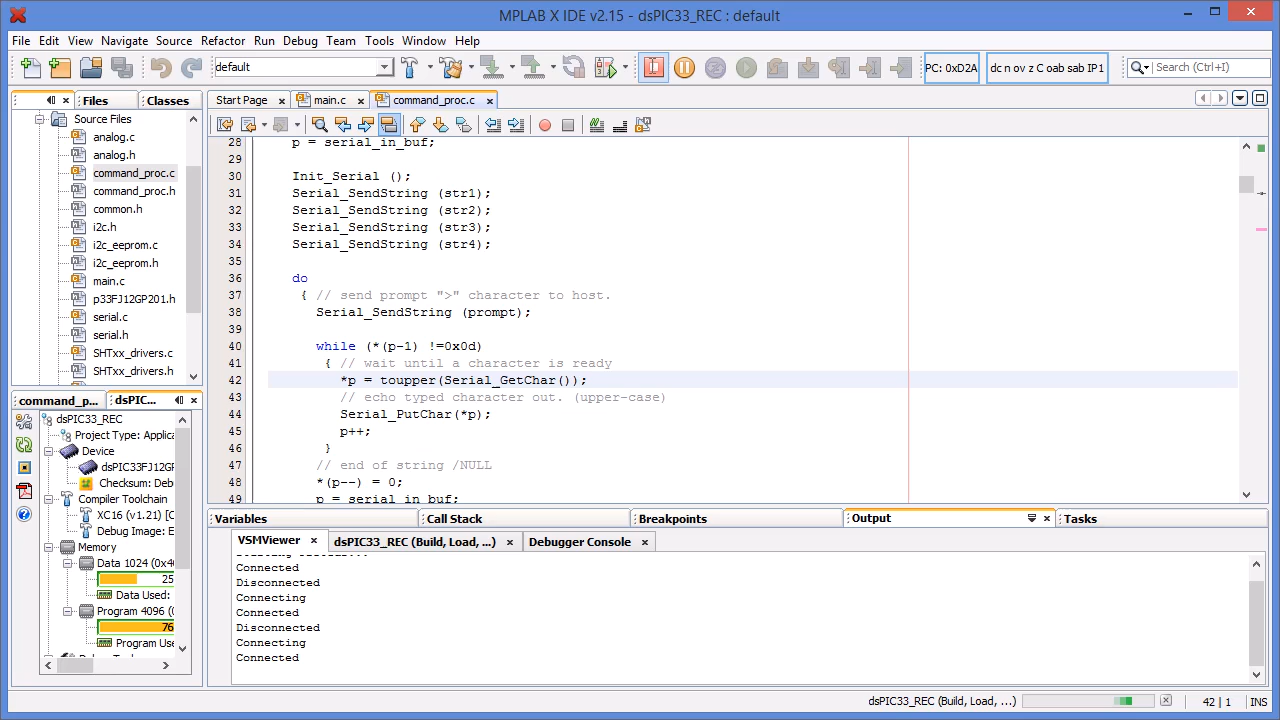 MPLAB X IDE v2.15 - dsPIC33_REC : default
File Edit View Navigate Source Refactor Run Debug Team Tools Window Help
default
PC: 0xD2A
dc n ov z C oab sab IP1
Search (Ctrl+I)
Files
Classes
Start Page
main.c
command_proc.c
Source Files
analog.c
analog.h
command_proc.c
command_proc.h
common.h
i2c.h
i2c_eeprom.c
i2c_eeprom.h
main.c
p33FJ12GP201.h
serial.c
serial.h
SHTxx_drivers.c
SHTxx_drivers.h
28 p = serial_in_buf;
29
30 Init_Serial ();
31 Serial_SendString (str1);
32 Serial_SendString (str2);
33 Serial_SendString (str3);
34 Serial_SendString (str4);
35
36 do
37 { // send prompt ">" character to host.
38 Serial_SendString (prompt);
39
40 while (*(p-1) !=0x0d)
41 { // wait until a character is ready
42 *p = toupper(Serial_GetChar());
43 // echo typed character out. (upper-case)
44 Serial_PutChar(*p);
45 p++;
46 }
47 // end of string /NULL
48 *(p--) = 0;
49 p = serial_in_buf;
command_p...
dsPIC...
dsPIC33_REC
Project Type: Applica
Device
dsPIC33FJ12GP
Checksum: Deb
Compiler Toolchain
XC16 (v1.21) [C
Debug Image: E
Memory
Data 1024 (0x40
25
Data Used:
Program 4096 (0
76
Program Use
Variables
Call Stack
Breakpoints
Output
Tasks
VSMViewer
dsPIC33_REC (Build, Load, ...)
Debugger Console
Connected
Disconnected
Connecting
Connected
Disconnected
Connecting
Connected
dsPIC33_REC (Build, Load, ...)
42 | 1
INS